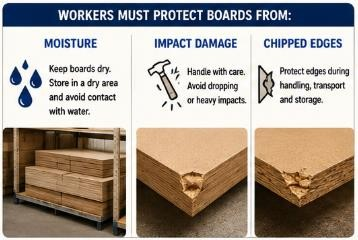 WORKERS MUST PROTECT BOARDS FROM:
MOISTURE
Keep boards dry.
Store in a dry area
and avoid contact
with water.
IMPACT DAMAGE
Handle with care.
Avoid dropping
or heavy impacts.
CHIPPED EDGES
Protect edges during
handling, transport
and storage.